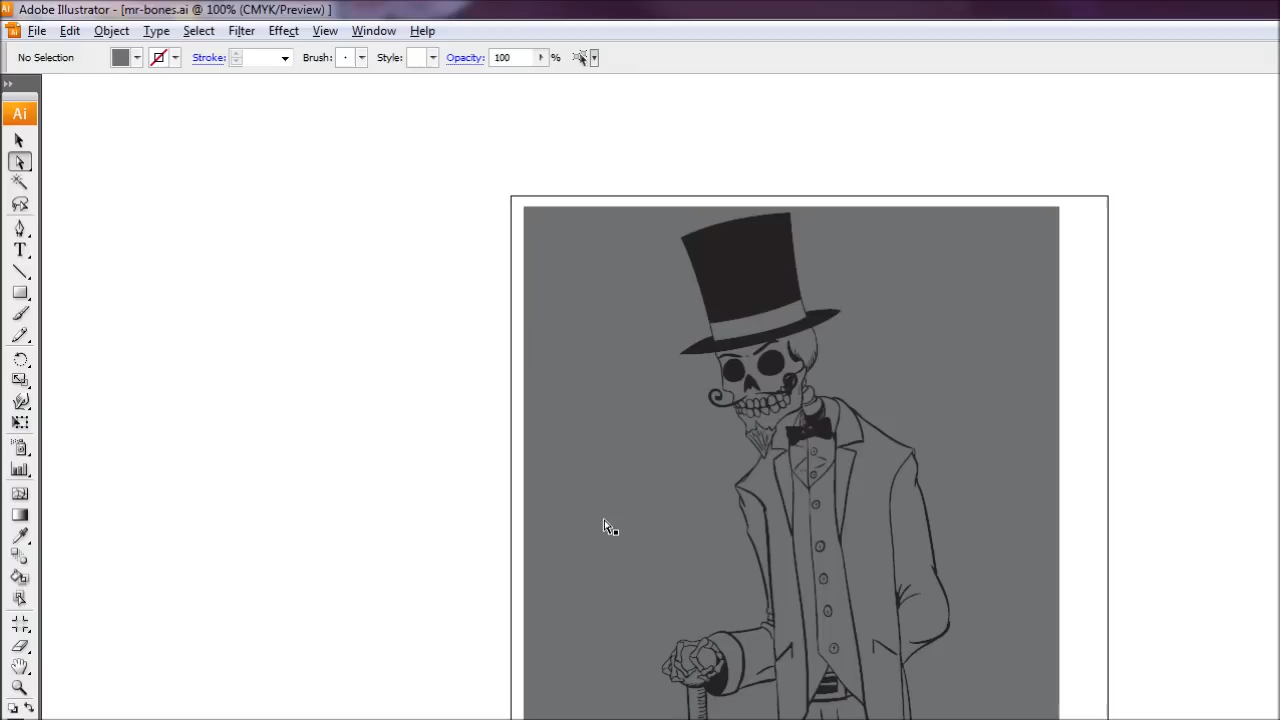 Adobe Illustrator - [mr-bones.ai @ 100% (CMYK/Preview) ]
File Edit Object Type Select Filter Effect View Window Help
No Selection Stroke: Brush: Style: Opacity: 100 %
Ai
T